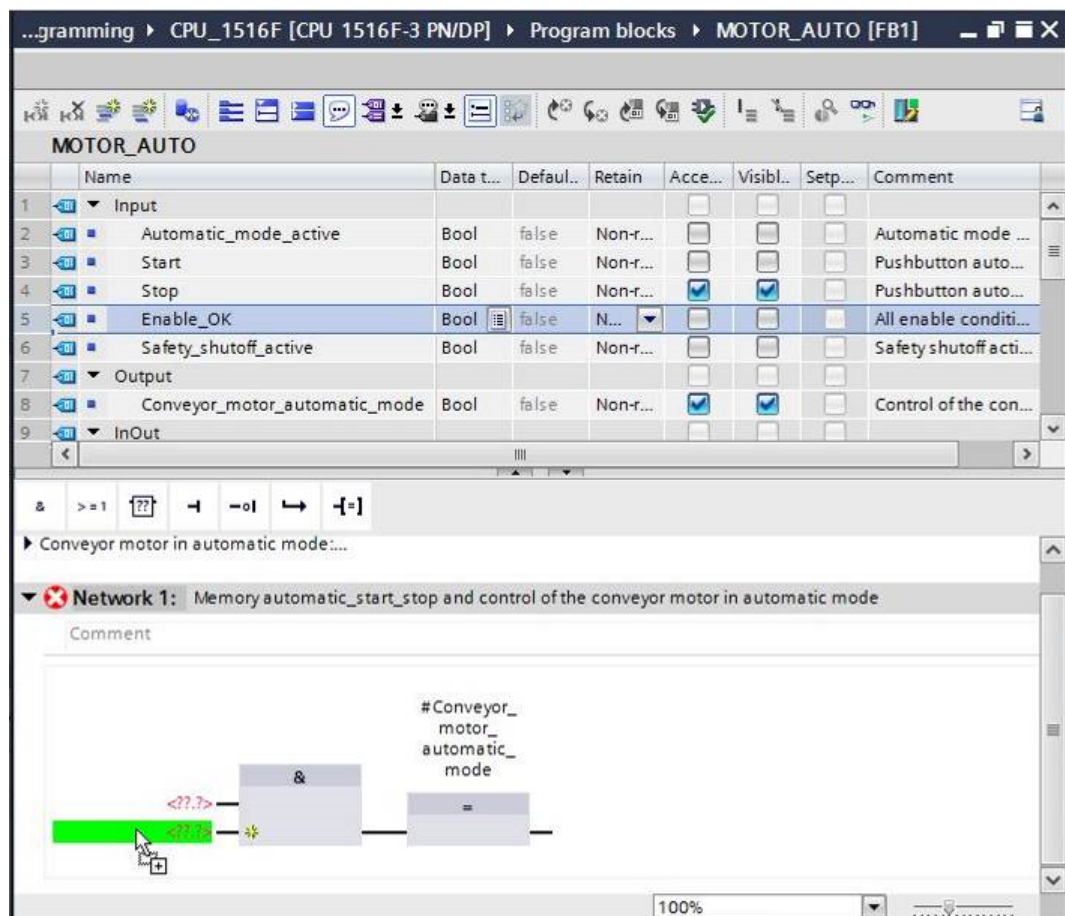 ...gramming ▸ CPU_1516F [CPU 1516F-3 PN/DP] ▸ Program blocks ▸ MOTOR_AUTO [FB1]
MOTOR_AUTO
Name Data t... Defaul.. Retain Acce... Visibl.. Setp... Comment
1 Input
2 Automatic_mode_active Bool false Non-r... Automatic mode ...
3 Start Bool false Non-r... Pushbutton auto...
4 Stop Bool false Non-r... Pushbutton auto...
5 Enable_OK Bool false N... All enable conditi...
6 Safety_shutoff_active Bool false Non-r... Safety shutoff acti...
7 Output
8 Conveyor_motor_automatic_mode Bool false Non-r... Control of the con...
9 InOut
& >=1 ?? -[=]
Conveyor motor in automatic mode:...
Network 1: Memory automatic_start_stop and control of the conveyor motor in automatic mode
Comment
#Conveyor_
motor_
automatic_
mode
&
<??.?>
=
<??.?>
100%